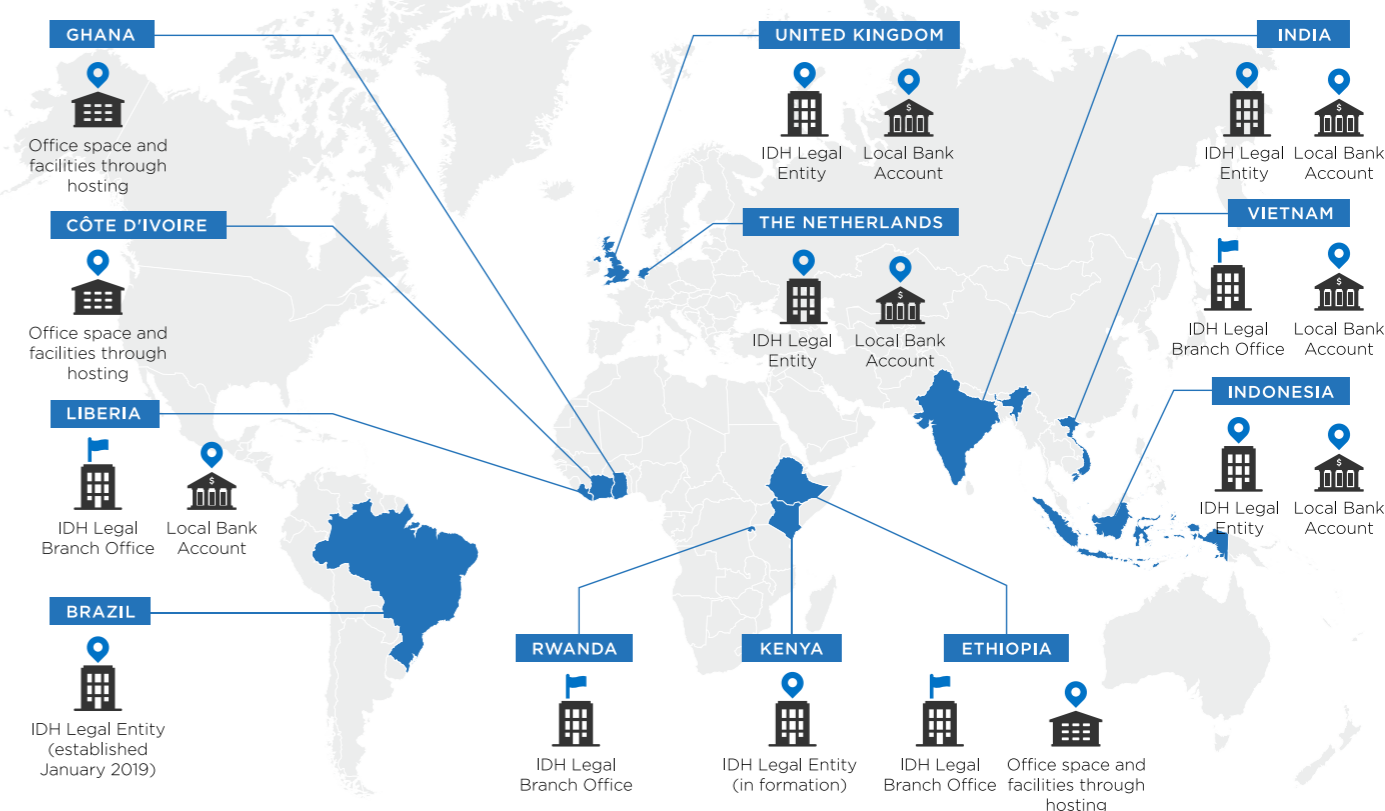 GHANA
Office space and
facilities through
hosting
CÔTE D'IVOIRE
Office space and
facilities through
hosting
LIBERIA
IDH Legal
Branch Office
$
Local Bank
Account
BRAZIL
IDH Legal Entity
(established
January 2019)
UNITED KINGDOM
IDH Legal
Entity
$
Local Bank
Account
THE NETHERLANDS
IDH Legal
Entity
$
Local Bank
Account
INDIA
IDH Legal
Entity
$
Local Bank
Account
VIETNAM
IDH Legal
Branch Office
$
Local Bank
Account
INDONESIA
IDH Legal
Entity
$
Local Bank
Account
RWANDA
IDH Legal
Branch Office
KENYA
IDH Legal Entity
(in formation)
ETHIOPIA
IDH Legal
Branch Office
Office space and
facilities through
hosting